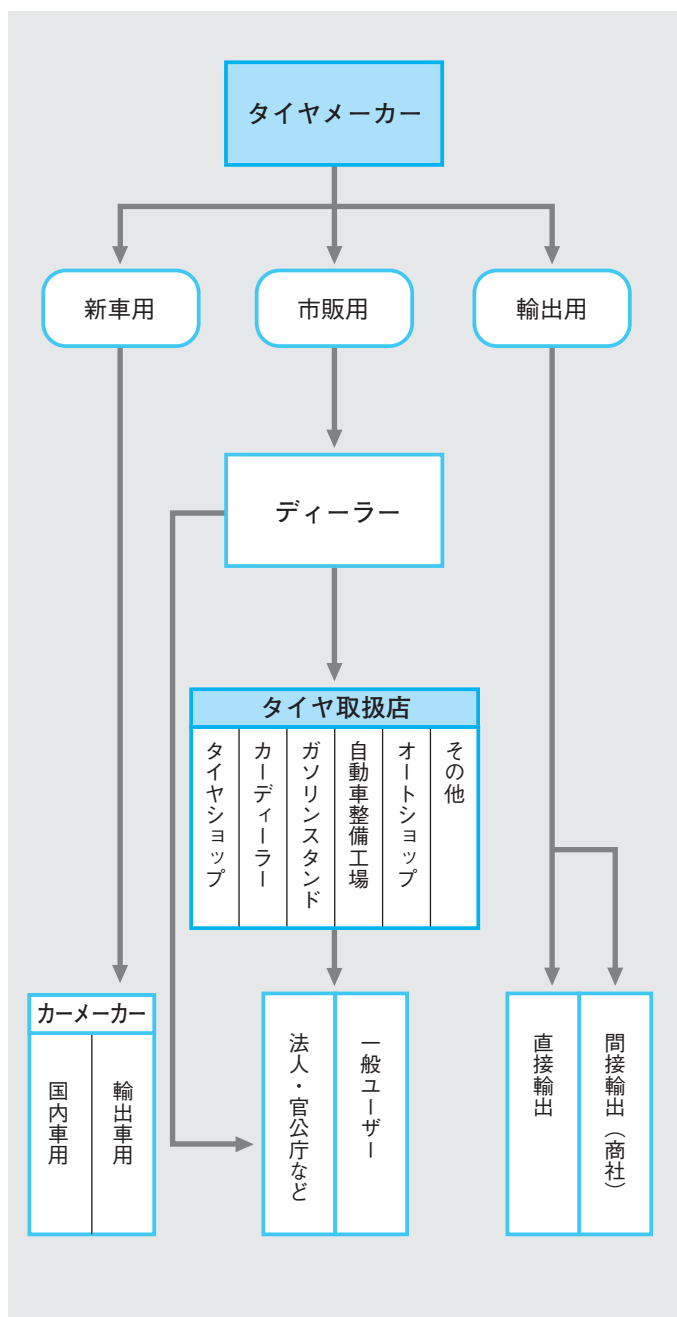 タイヤメーカー
新車用
市販用
輸出用
ディーラー
タイヤ取扱店
タイヤショップ
カーディーラー
ガソリンスタンド
自動車整備工場
オートショップ
その他
カーメーカー
国内車用
輸出車用
法人・官公庁など
一般ユーザー
直接輸出
間接輸出（商社）